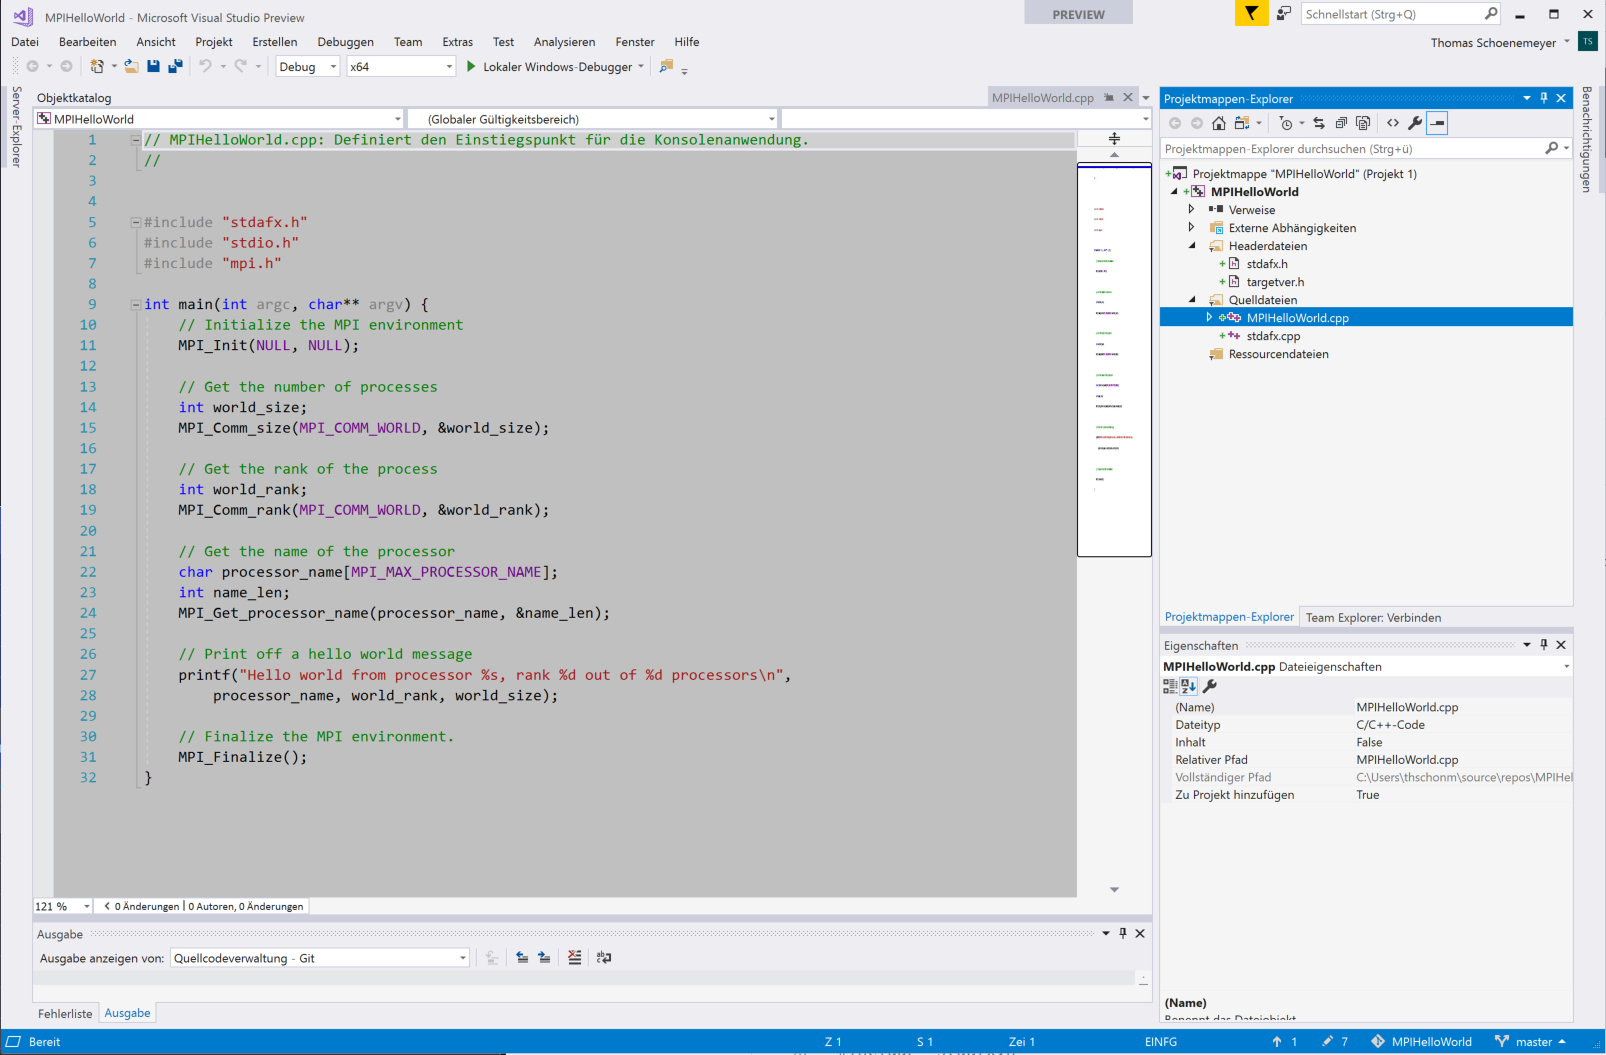 MPIHelloWorld - Microsoft Visual Studio Preview
PREVIEW
Schnellstart (Strg+Q)
Datei Bearbeiten Ansicht Projekt Erstellen Debuggen Team Extras Test Analysieren Fenster Hilfe
Thomas Schoenemeyer TS
Debug x64 Lokaler Windows-Debugger
Server-Explorer
Objektkatalog
MPIHelloWorld.cpp
MPIHelloWorld (Globaler Gültigkeitsbereich)
1 // MPIHelloWorld.cpp: Definiert den Einstiegspunkt für die Konsolenanwendung.
2 //
3
4
5 #include "stdafx.h"
6 #include "stdio.h"
7 #include "mpi.h"
8
9 int main(int argc, char** argv) {
10 // Initialize the MPI environment
11 MPI_Init(NULL, NULL);
12
13 // Get the number of processes
14 int world_size;
15 MPI_Comm_size(MPI_COMM_WORLD, &world_size);
16
17 // Get the rank of the process
18 int world_rank;
19 MPI_Comm_rank(MPI_COMM_WORLD, &world_rank);
20
21 // Get the name of the processor
22 char processor_name[MPI_MAX_PROCESSOR_NAME];
23 int name_len;
24 MPI_Get_processor_name(processor_name, &name_len);
25
26 // Print off a hello world message
27 printf("Hello world from processor %s, rank %d out of %d processors\n",
28 processor_name, world_rank, world_size);
29
30 // Finalize the MPI environment.
31 MPI_Finalize();
32 }
121 % 0 Änderungen | 0 Autoren, 0 Änderungen
Ausgabe
Ausgabe anzeigen von: Quellcodeverwaltung - Git
Fehlerliste Ausgabe
Projektmappen-Explorer
Projektmappen-Explorer durchsuchen (Strg+ü)
Projektmappe "MPIHelloWorld" (Projekt 1)
MPIHelloWorld
Verweise
Externe Abhängigkeiten
Headerdateien
stdafx.h
targetver.h
Quelldateien
MPIHelloWorld.cpp
stdafx.cpp
Ressourcendateien
Projektmappen-Explorer Team Explorer: Verbinden
Eigenschaften
MPIHelloWorld.cpp Dateieigenschaften
(Name) MPIHelloWorld.cpp
Dateityp C/C++-Code
Inhalt False
Relativer Pfad MPIHelloWorld.cpp
Vollständiger Pfad C:\Users\thschonm\source\repos\MPIHel
Zu Projekt hinzufügen True
(Name)
Benennt das Dateiobjekt
Benachrichtigungen
Bereit Z 1 S 1 Zei 1 EINFG 1 7 MPIHelloWorld master